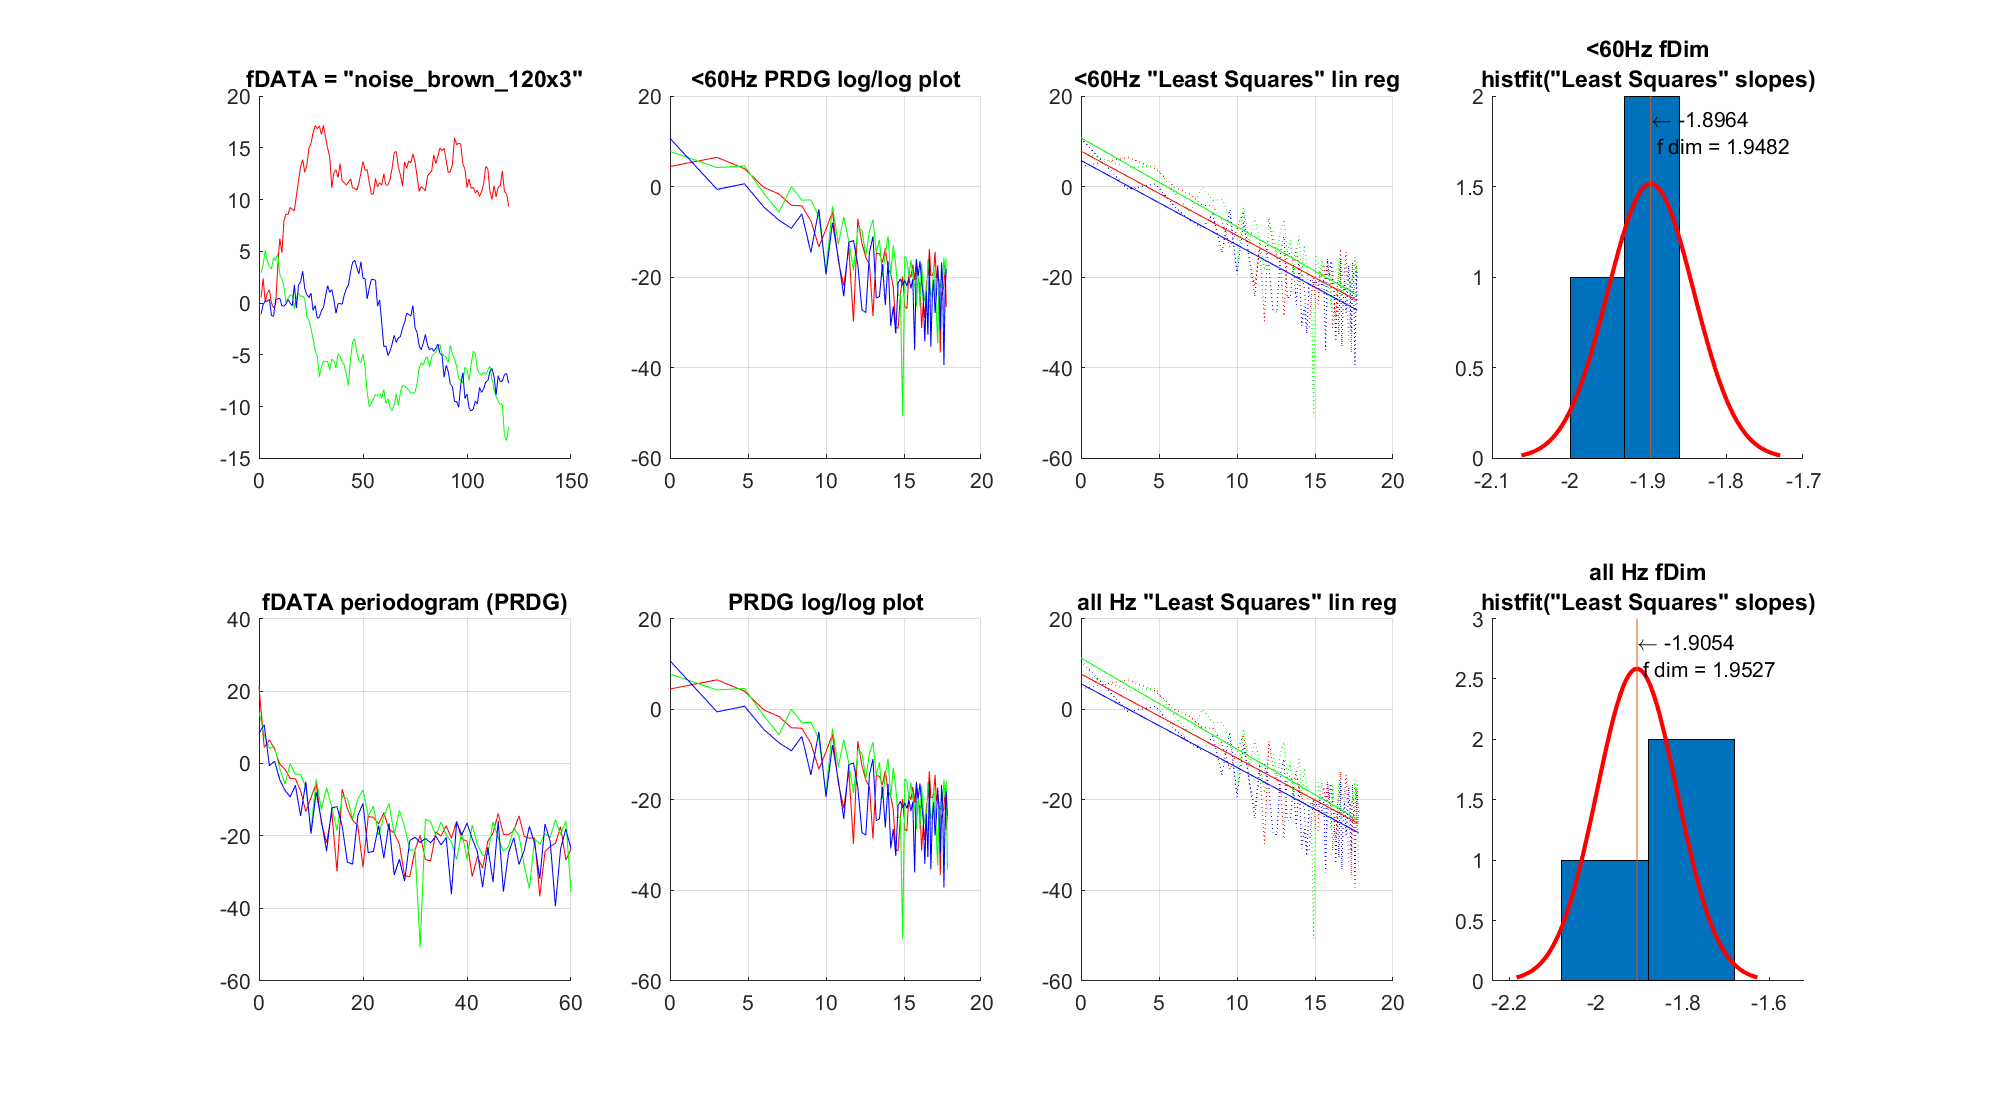 fDATA = "noise_brown_120x3"
20
15
10
5
0
-5
-10
-15
0 50 100 150
<60Hz PRDG log/log plot
20
0
-20
-40
-60
0 5 10 15 20
<60Hz "Least Squares" lin reg
20
0
-20
-40
-60
0 5 10 15 20
<60Hz fDim
histfit("Least Squares" slopes)
2
1.5
1
0.5
0
← -1.8964
f dim = 1.9482
-2.1 -2 -1.9 -1.8 -1.7
fDATA periodogram (PRDG)
40
20
0
-20
-40
-60
0 20 40 60
PRDG log/log plot
20
0
-20
-40
-60
0 5 10 15 20
all Hz "Least Squares" lin reg
20
0
-20
-40
-60
0 5 10 15 20
all Hz fDim
histfit("Least Squares" slopes)
3
2.5
2
1.5
1
0.5
0
← -1.9054
f dim = 1.9527
-2.2 -2 -1.8 -1.6